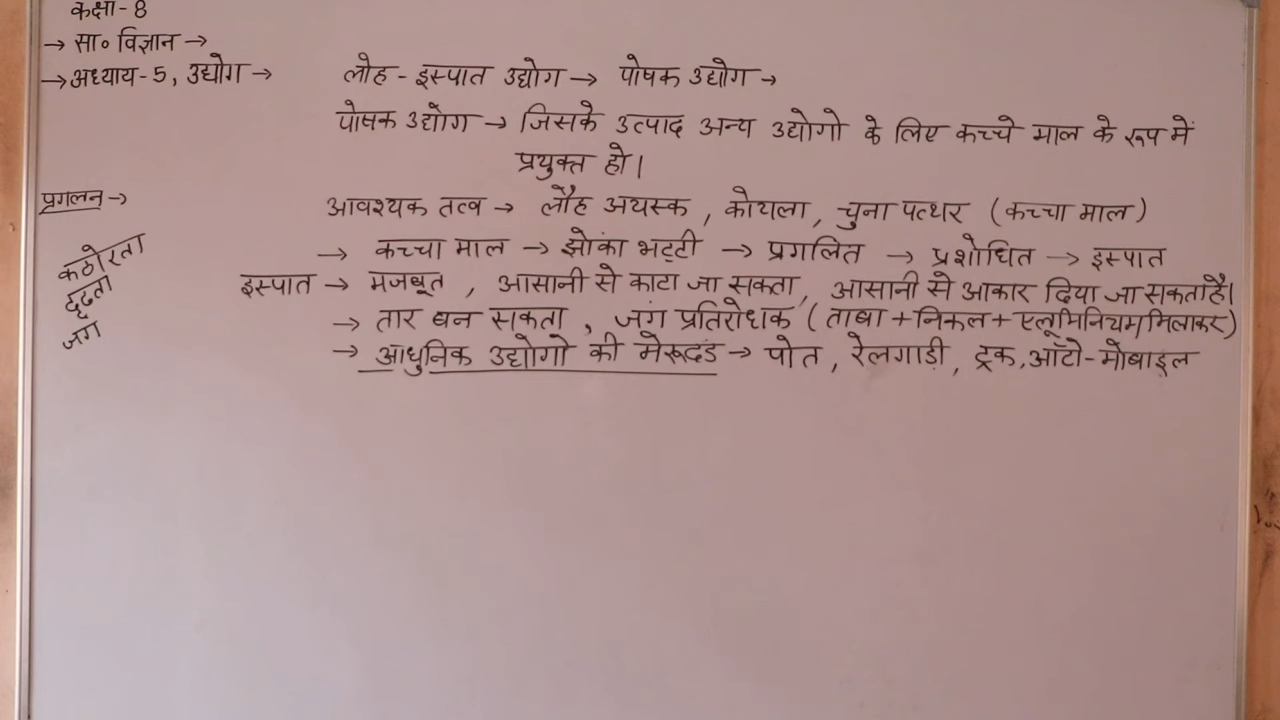 कक्षा-8
→ सा० विज्ञान →
→ अध्याय-5, उद्योग → लोह-इस्पात उद्योग → पोषक उद्योग →
पोषक उद्योग → जिसके उत्पाद अन्य उद्योगो के लिए कच्चे माल के रूप में
प्रयुक्त हो।
प्रगलन → आवश्यक तत्व → लौह अयस्क, कोयला, चुना पत्थर (कच्चा माल)
→ कच्चा माल → झोंका भट्टी → प्रगलित → प्रशोधित → इस्पात
कठोरता
दृढता
जंग
इस्पात → मजबूत, आसानी से काटा जा सकता, आसानी से आकार दिया जा सकता है।
→ तार बन सकता, जंग प्रतिरोधक (ताबा+निकल+एलूमिनियम मिलाकर)
→ आधुनिक उद्योगो की मेरूदंड → पोत, रेलगाड़ी, ट्रक, ऑटो-मोबाइल